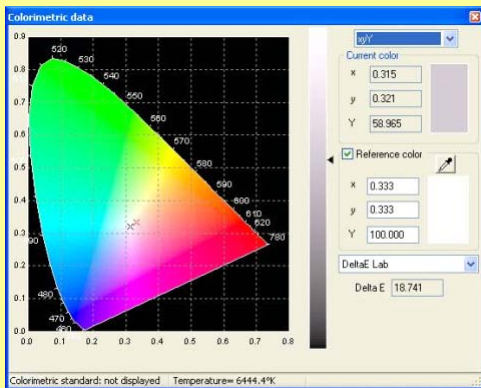 Colorimetric data
xyY
Current color
x 0.315
y 0.321
Y 58.965
Reference color
x 0.333
y 0.333
Y 100.000
DeltaE Lab
Delta E 18.741
0.9
0.8
0.7
0.6
0.5
0.4
0.3
0.2
0.1
0.0
0.0 0.1 0.2 0.3 0.4 0.5 0.6 0.7 0.8
520
530
540
550
560
570
580
590
600
610
620
780
90
480
470
460
Colorimetric standard: not displayed
Temperature= 6444.4°K